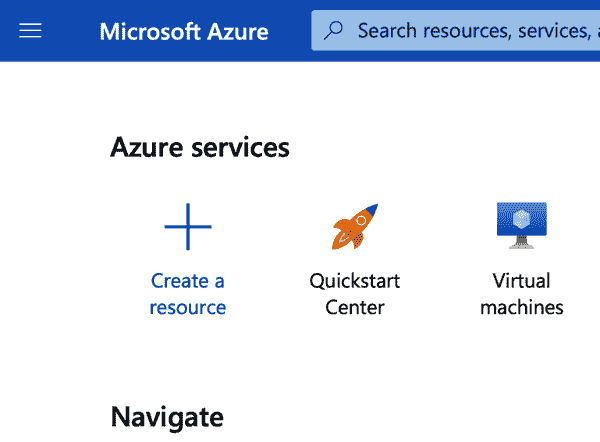 Microsoft Azure
Search resources, services,
Azure services
Create a
resource
Quickstart
Center
Virtual
machines
Navigate